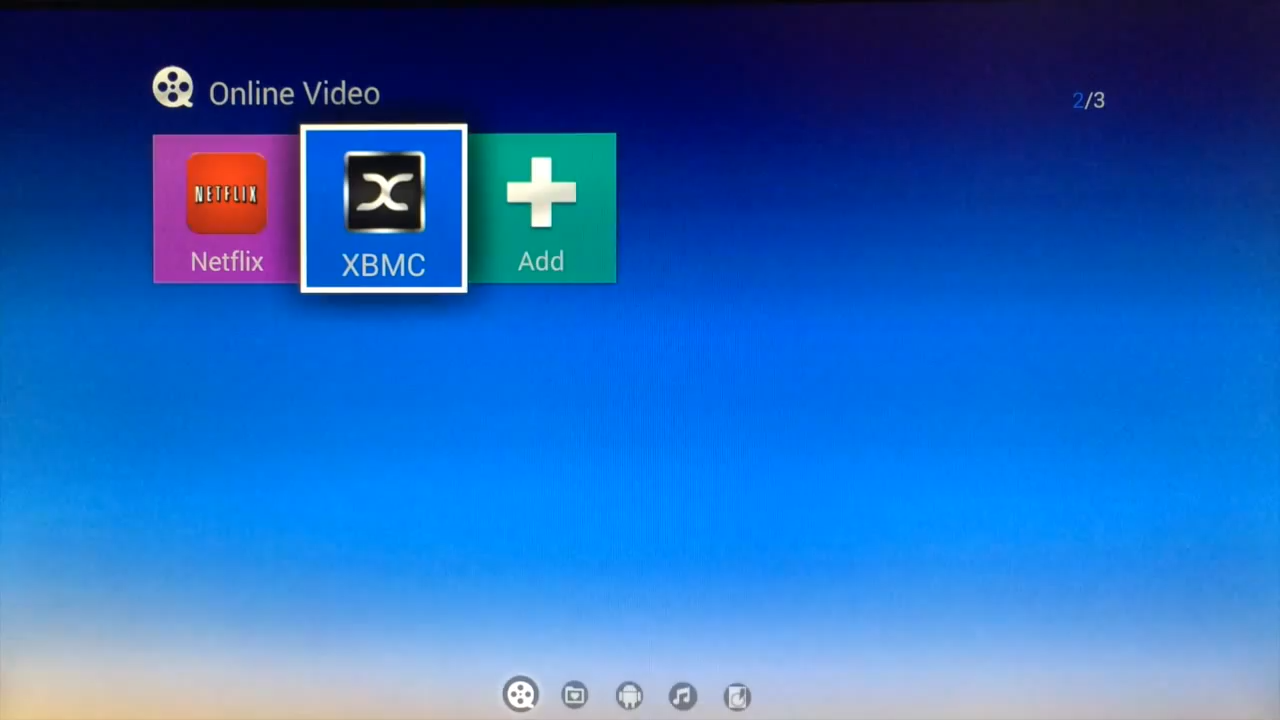 Online Video
2/3
NETFLIX
Netflix
XBMC
Add